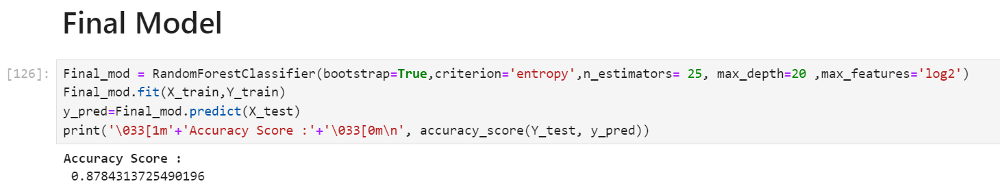 Final Model
[126]: Final_mod = RandomForestClassifier(bootstrap=True,criterion='entropy',n_estimators= 25, max_depth=20 ,max_features='log2')
Final_mod.fit(X_train,Y_train)
y_pred=Final_mod.predict(X_test)
print('\033[1m'+'Accuracy Score :'+'\033[0m\n', accuracy_score(Y_test, y_pred))
Accuracy Score :
0.8784313725490196